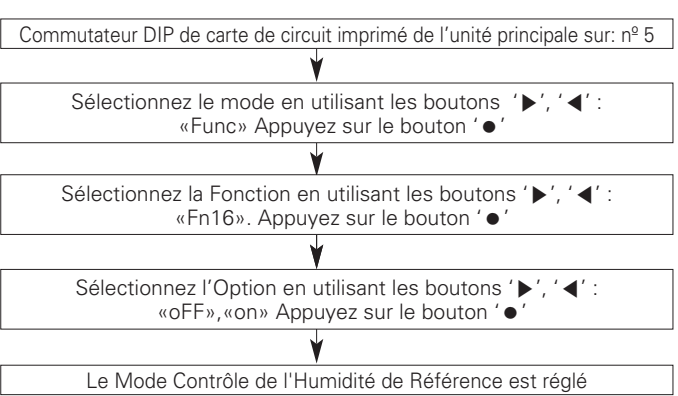 Commutateur DIP de carte de circuit imprimé de l'unité principale sur: nº 5
Sélectionnez le mode en utilisant les boutons '▶', '◀' :
«Func» Appuyez sur le bouton '●'
Sélectionnez la Fonction en utilisant les boutons '▶', '◀' :
«Fn16». Appuyez sur le bouton '●'
Sélectionnez l'Option en utilisant les boutons '▶', '◀' :
«oFF»,«on» Appuyez sur le bouton '●'
Le Mode Contrôle de l'Humidité de Référence est réglé